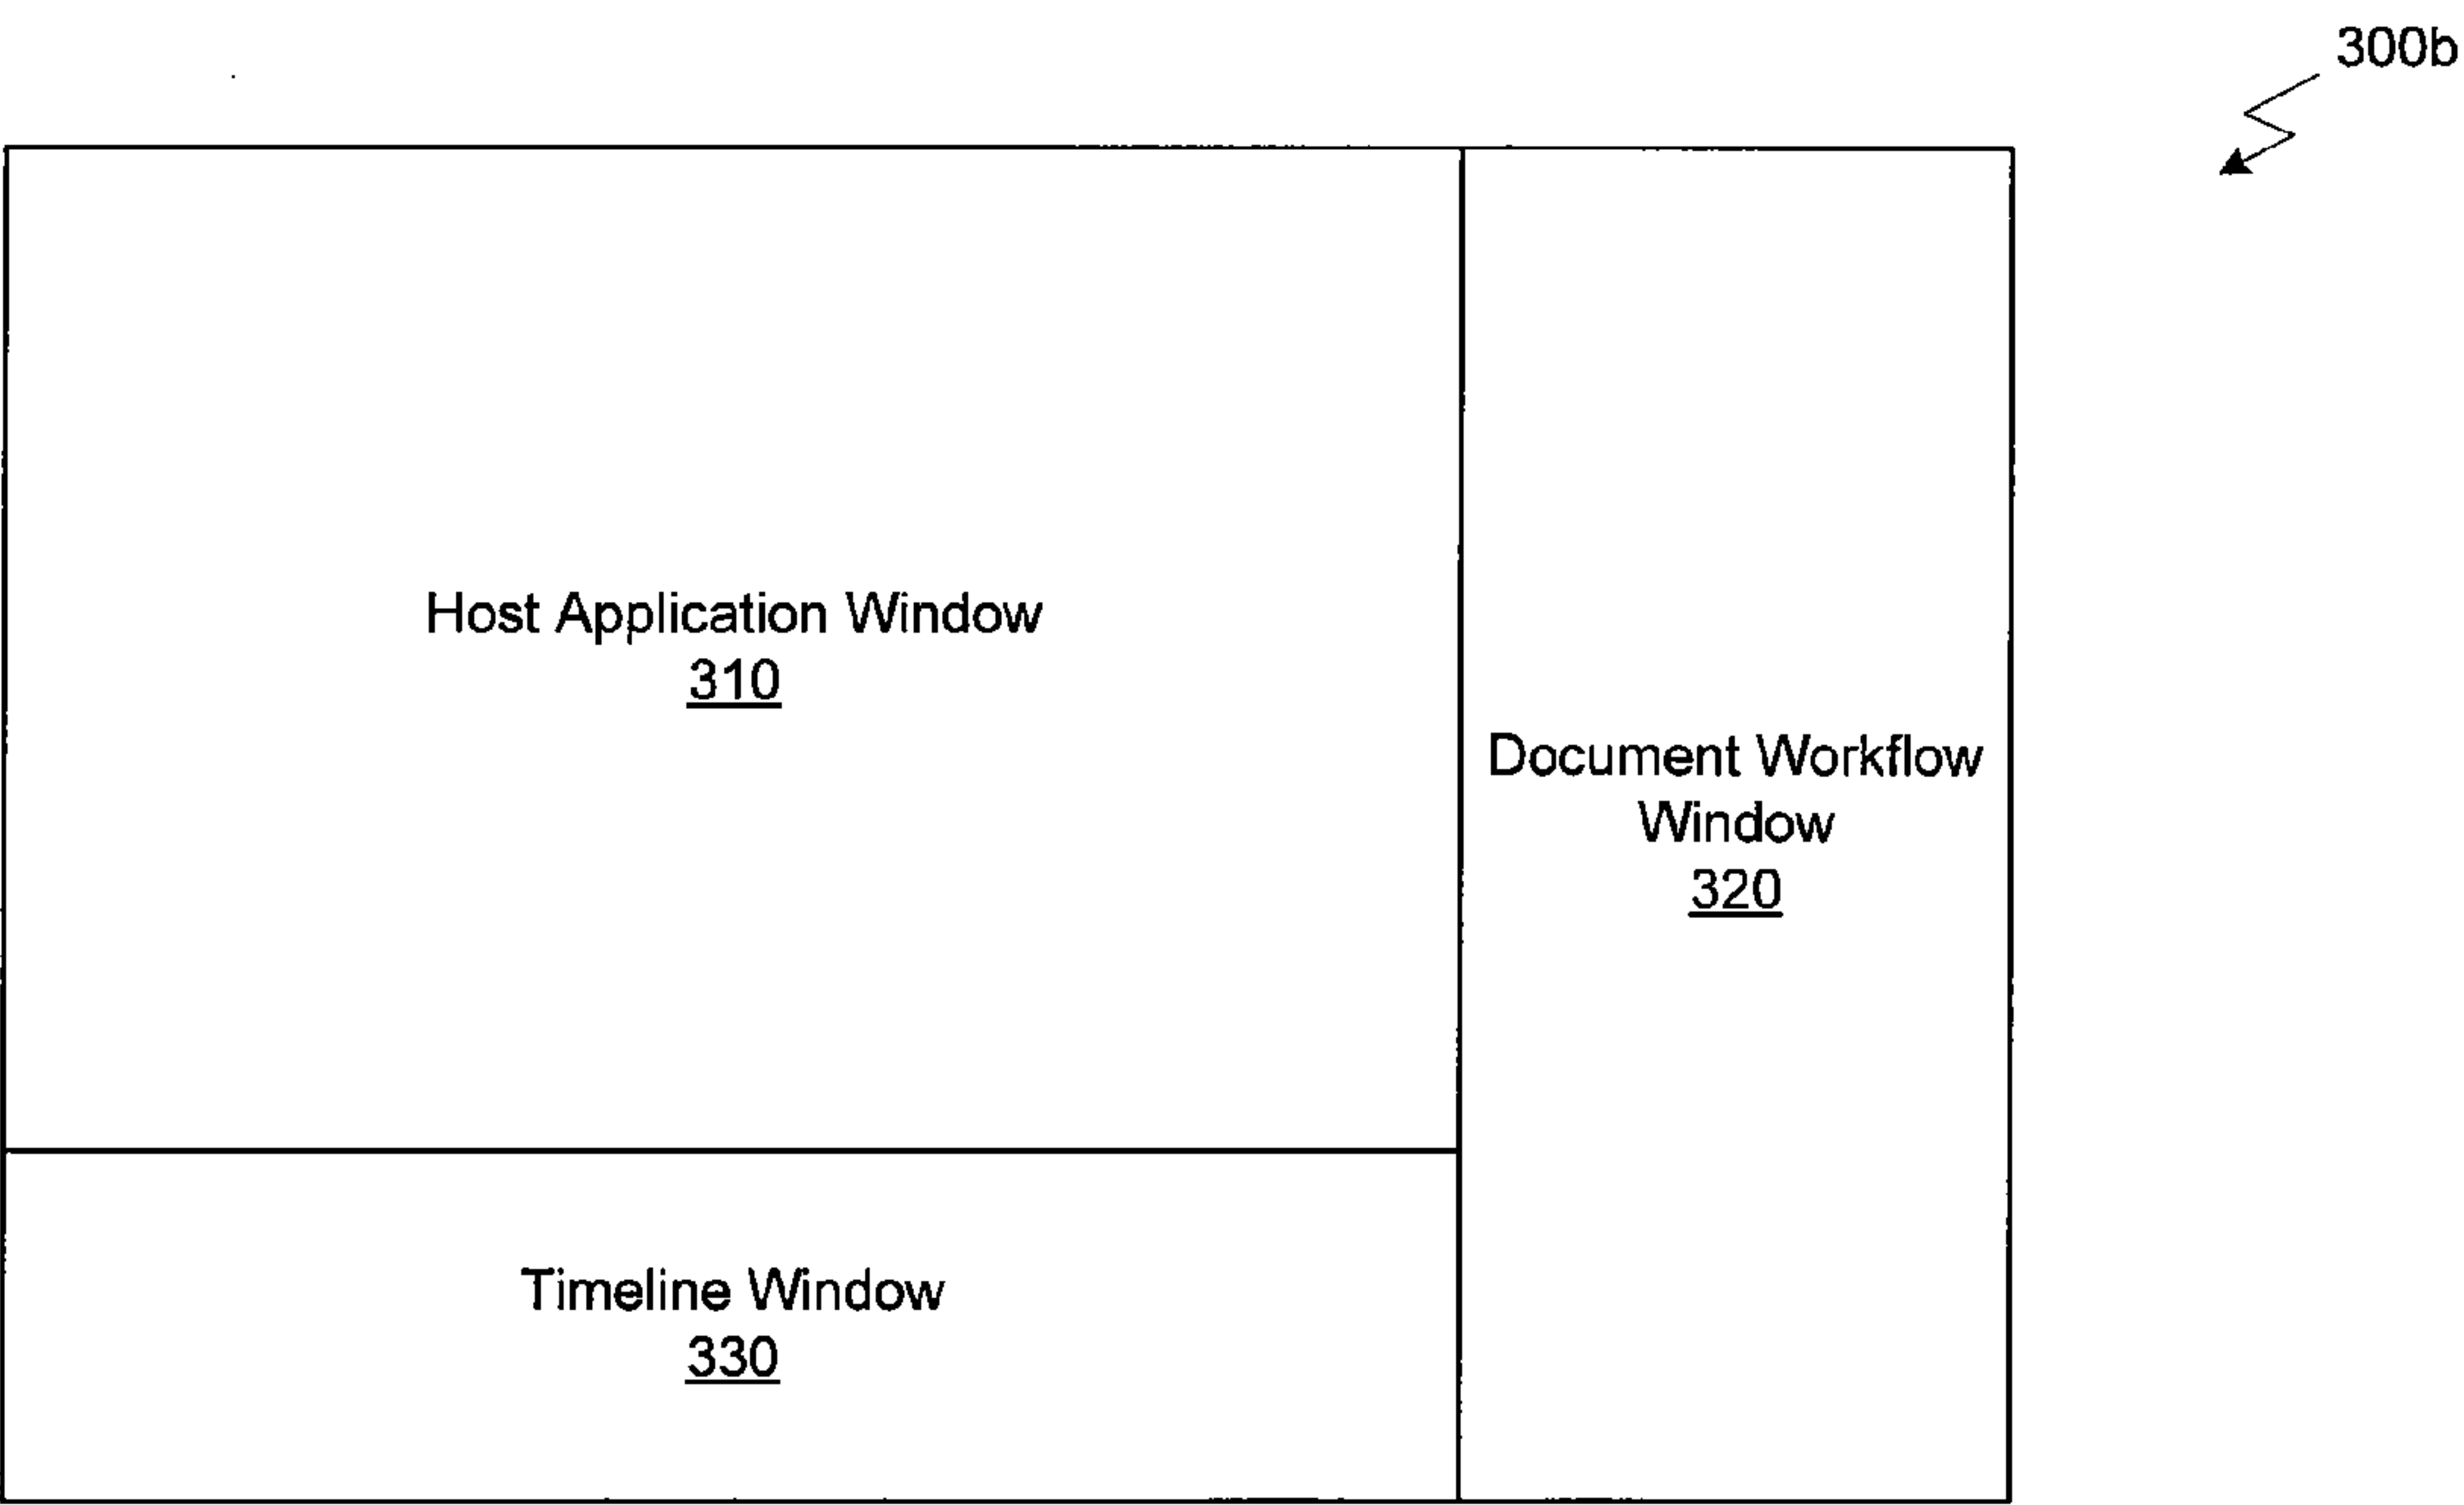 300b
Host Application Window
310
Document Workflow
Window
320
Timeline Window
330